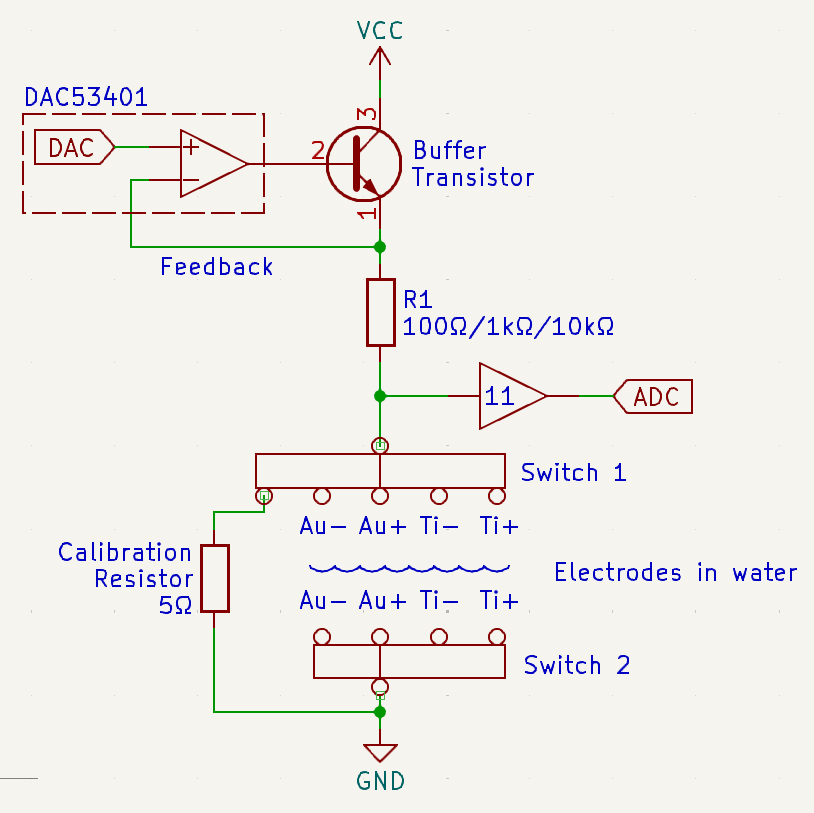 VCC
DAC53401
DAC
+
−
3
2
1
Buffer
Transistor
Feedback
R1
100Ω/1kΩ/10kΩ
11
ADC
Switch 1
Au− Au+ Ti− Ti+
Calibration
Resistor
5Ω
Electrodes in water
Au− Au+ Ti− Ti+
Switch 2
GND